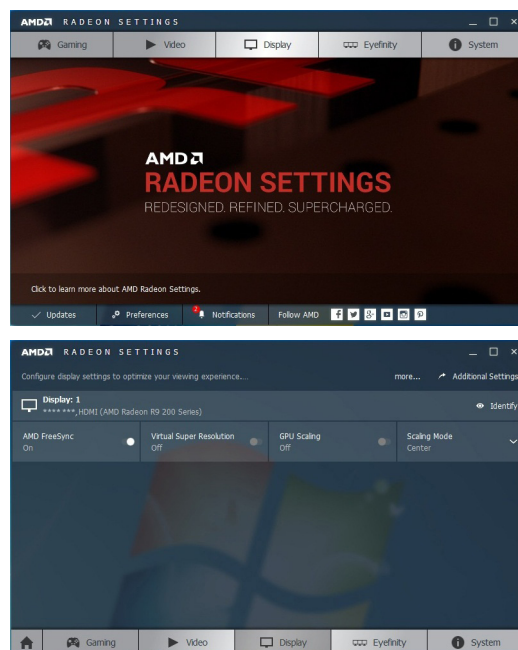 AMD RADEON SETTINGS
Gaming Video Display Eyefinity System
AMD
RADEON SETTINGS
REDESIGNED. REFINED. SUPERCHARGED.
Click to learn more about AMD Radeon Settings.
Updates Preferences 2 Notifications Follow AMD
AMD RADEON SETTINGS
Configure display settings to optimize your viewing experience.... more... Additional Settings
Display: 1
**** ***,HDMI (AMD Radeon R9 200 Series) Identify
AMD FreeSync Virtual Super Resolution GPU Scaling Scaling Mode
On Off Off Center
Gaming Video Display Eyefinity System